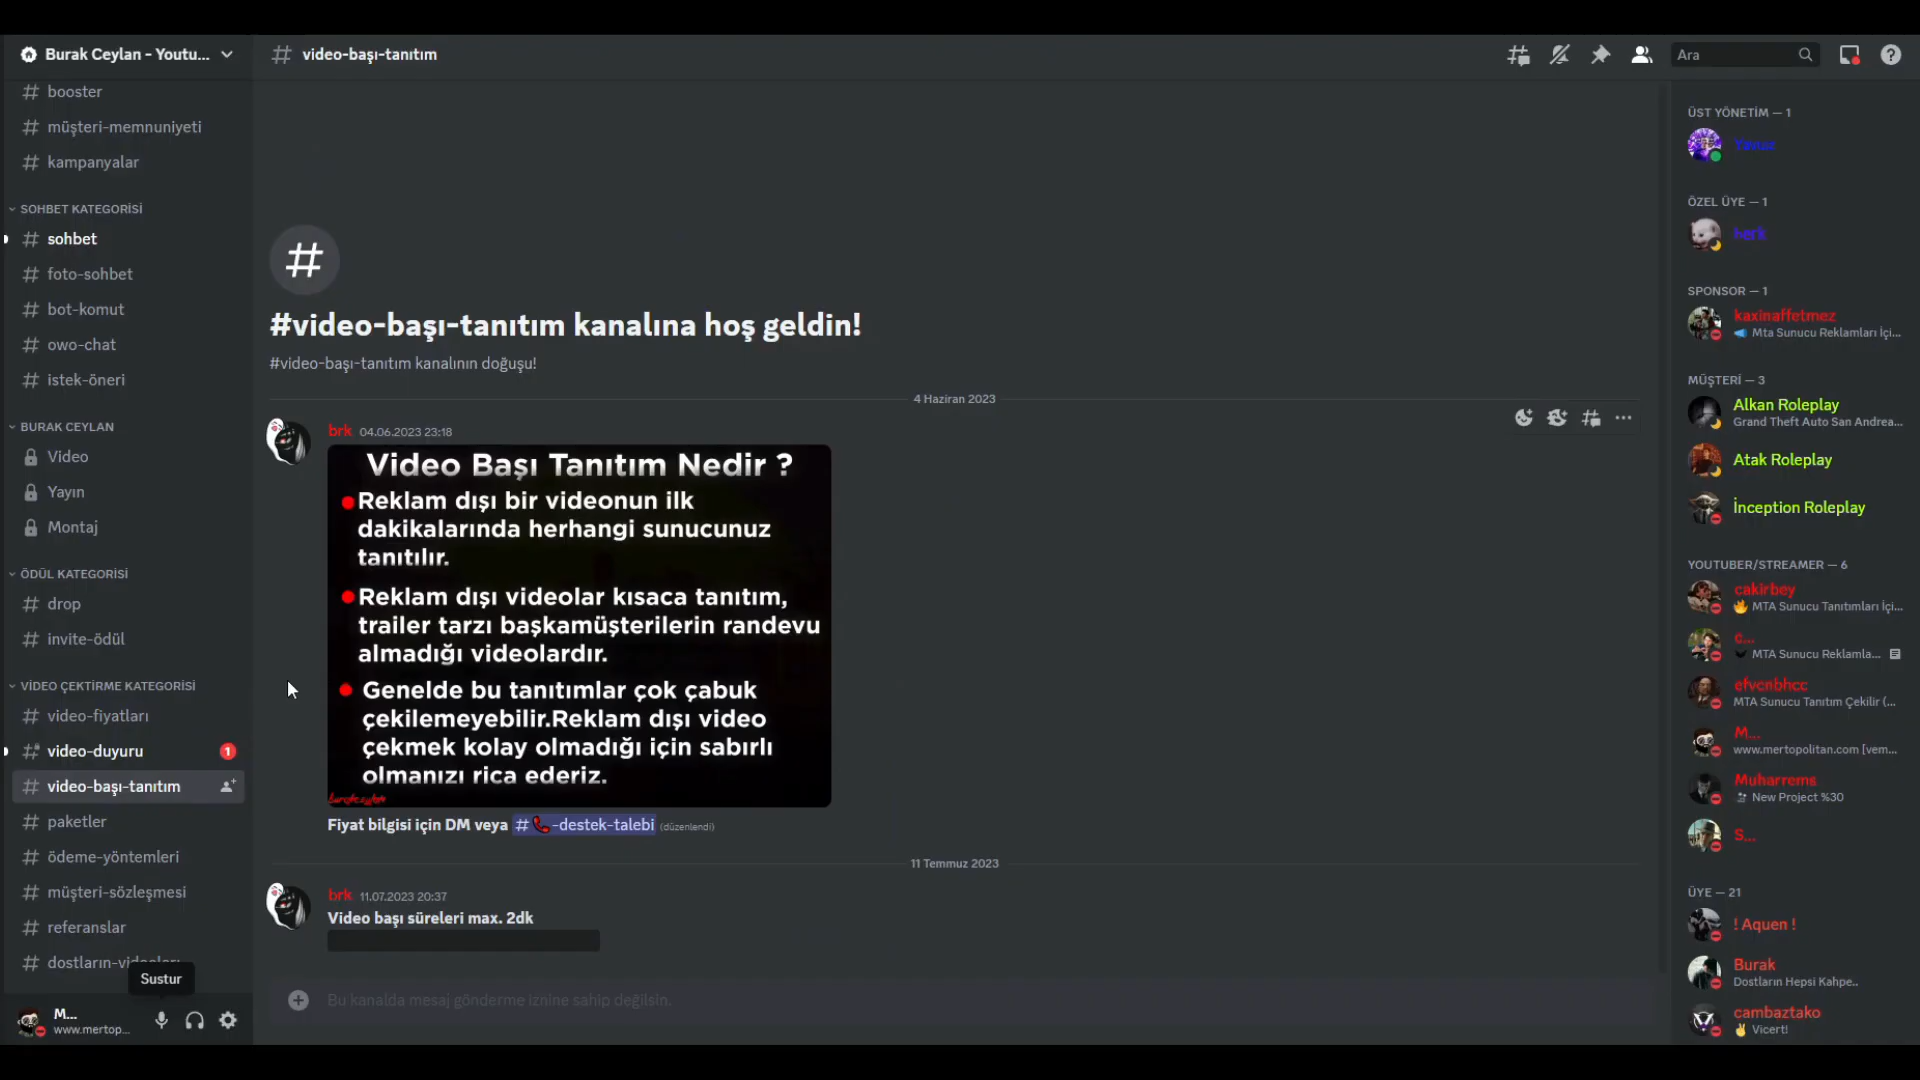 Burak Ceylan - Youtu...
booster
müşteri-memnuniyeti
kampanyalar
SOHBET KATEGORİSİ
sohbet
foto-sohbet
bot-komut
owo-chat
istek-öneri
BURAK CEYLAN
Video
Yayın
Montaj
ÖDÜL KATEGORİSİ
drop
invite-ödül
VİDEO ÇEKTİRME KATEGORİSİ
video-fiyatları
video-duyuru 1
video-başı-tanıtım
paketler
ödeme-yöntemleri
müşteri-sözleşmesi
referanslar
Sustur
M...
www.mertop...
# video-başı-tanıtım
Ara
#
#video-başı-tanıtım kanalına hoş geldin!
#video-başı-tanıtım kanalının doğuşu!
4 Haziran 2023
brk 04.06.2023 23:18
Video Başı Tanıtım Nedir ?
Reklam dışı bir videonun ilk
dakikalarında herhangi sunucunuz
tanıtılır.
Reklam dışı videolar kısaca tanıtım,
trailer tarzı başkamüşterilerin randevu
almadığı videolardır.
Genelde bu tanıtımlar çok çabuk
çekilemeyebilir.Reklam dışı video
çekmek kolay olmadığı için sabırlı
olmanızı rica ederiz.
Fiyat bilgisi için DM veya # -destek-talebi (düzenlendi)
11 Temmuz 2023
brk 11.07.2023 20:37
Video başı süreleri max. 2dk
Bu kanalda mesaj gönderme iznine sahip değilsin.
ÜST YÖNETİM — 1
ÖZEL ÜYE — 1
herk
SPONSOR — 1
kaxinaffetmez
Mta Sunucu Reklamları İçi...
MÜŞTERİ — 3
Alkan Roleplay
Grand Theft Auto San Andrea...
Atak Roleplay
İnception Roleplay
YOUTUBER/STREAMER — 6
cakirbey
MTA Sunucu Tanıtımları İçi...
c...
MTA Sunucu Reklamla...
efvcnbhcc
MTA Sunucu Tanıtım Çekilir (...
M...
www.mertopolitan.com [vem...
Muharrems
New Project %30
S...
ÜYE — 21
! Aquen !
Burak
Dostların Hepsi Kahpe..
cambaztako
Vicert!